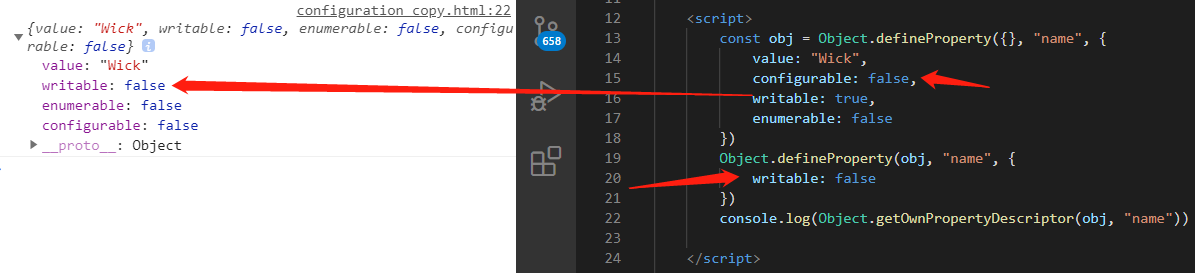 configuration copy.html:22
{value: "Wick", writable: false, enumerable: false, configu
rable: false}
value: "Wick"
writable: false
enumerable: false
configurable: false
__proto__: Object
658
11
12 <script>
13 const obj = Object.defineProperty({}, "name", {
14 value: "Wick",
15 configurable: false,
16 writable: true,
17 enumerable: false
18 })
19 Object.defineProperty(obj, "name", {
20 writable: false
21 })
22 console.log(Object.getOwnPropertyDescriptor(obj, "name"))
23
24 </script>